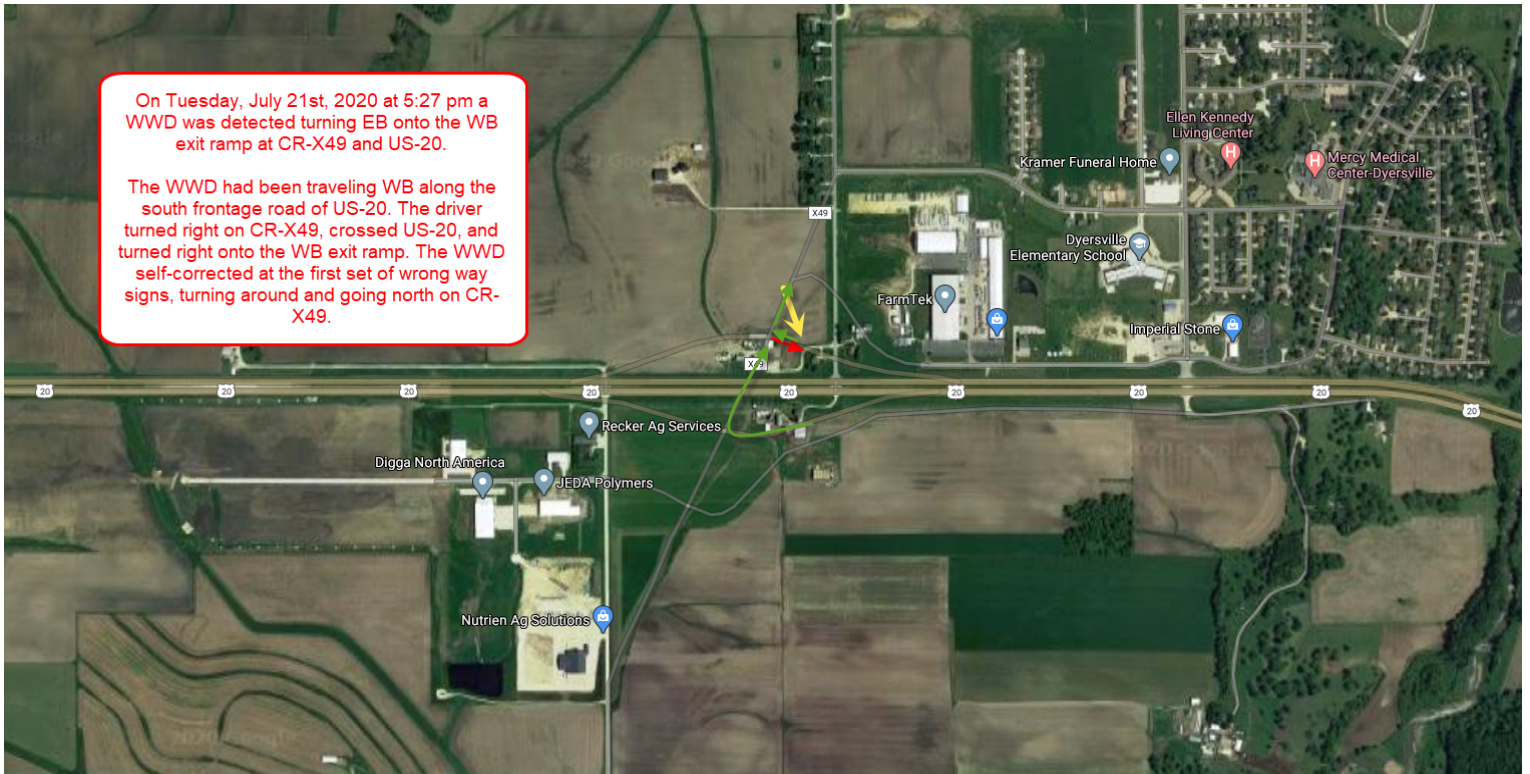 On Tuesday, July 21st, 2020 at 5:27 pm a
WWD was detected turning EB onto the WB
exit ramp at CR-X49 and US-20.
The WWD had been traveling WB along the
south frontage road of US-20. The driver
turned right on CR-X49, crossed US-20, and
turned right onto the WB exit ramp. The WWD
self-corrected at the first set of wrong way
signs, turning around and going north on CR-
X49.
Ellen Kennedy
Living Center
Kramer Funeral Home
H
H
Mercy Medical
Center-Dyersville
X49
Dyersville
Elementary School
FarmTek
Imperial Stone
X49
20
20
20
20
20
20
20
20
20
Recker Ag Services
Digga North America
JEDA Polymers
Nutrien Ag Solutions